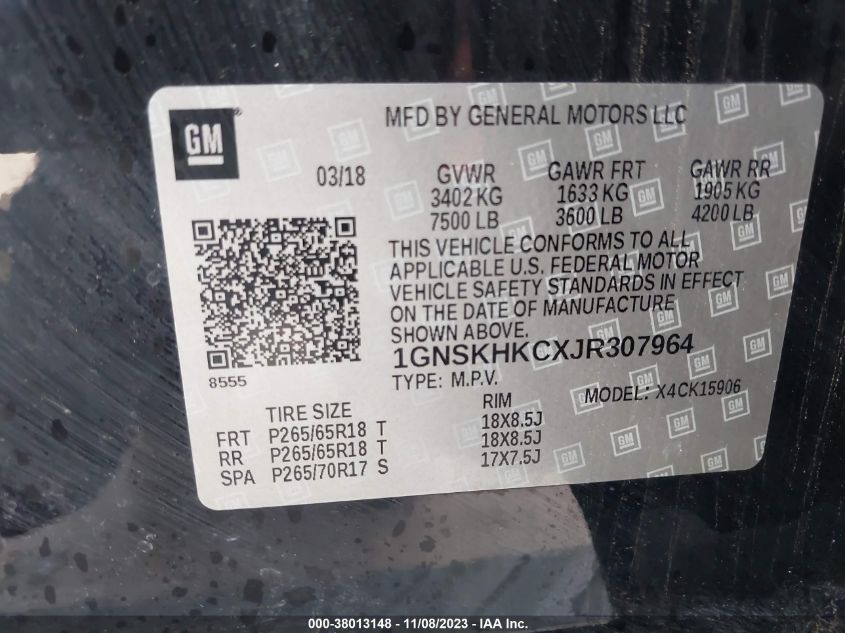 GM
MFD BY GENERAL MOTORS LLC
03/18
GVWR GAWR FRT GAWR RR
3402 KG 1633 KG 1905 KG
7500 LB 3600 LB 4200 LB
THIS VEHICLE CONFORMS TO ALL
APPLICABLE U.S. FEDERAL MOTOR
VEHICLE SAFETY STANDARDS IN EFFECT
ON THE DATE OF MANUFACTURE
SHOWN ABOVE.
1GNSKHKCXJR307964
8555
TYPE: M.P.V. MODEL: X4CK15906
TIRE SIZE RIM
FRT P265/65R18 T 18X8.5J
RR P265/65R18 T 18X8.5J
SPA P265/70R17 S 17X7.5J
000-38013148 - 11/08/2023 - IAA Inc.